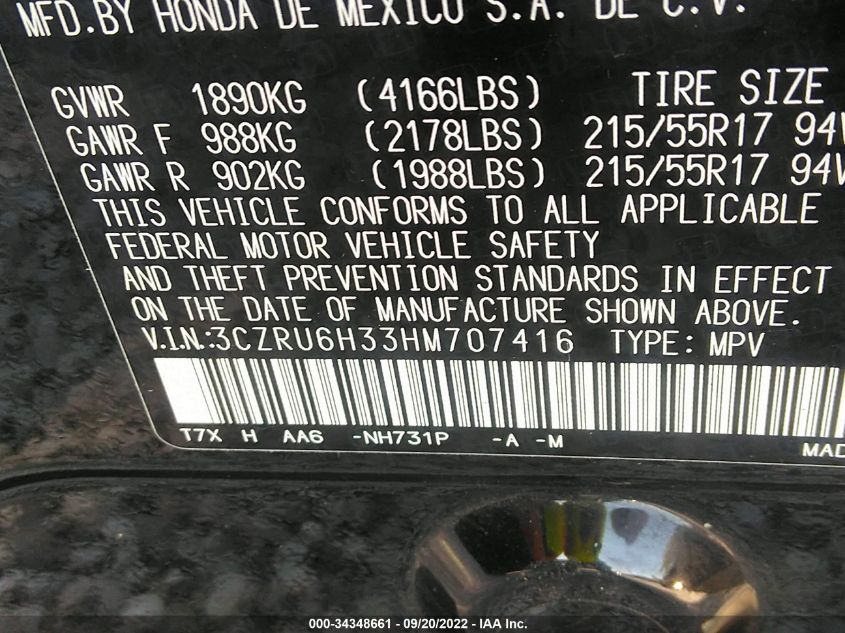 MFD.BY HONDA DE MEXICO S.A. DE C.V.
GVWR 1890KG (4166LBS) TIRE SIZE
GAWR F 988KG (2178LBS) 215/55R17 94V
GAWR R 902KG (1988LBS) 215/55R17 94V
THIS VEHICLE CONFORMS TO ALL APPLICABLE
FEDERAL MOTOR VEHICLE SAFETY
AND THEFT PREVENTION STANDARDS IN EFFECT
ON THE DATE OF MANUFACTURE SHOWN ABOVE.
V.I.N.:3CZRU6H33HM707416 TYPE: MPV
T7X H AA6 -NH731P -A -M
MAD
000-34348661 - 09/20/2022 - IAA Inc.